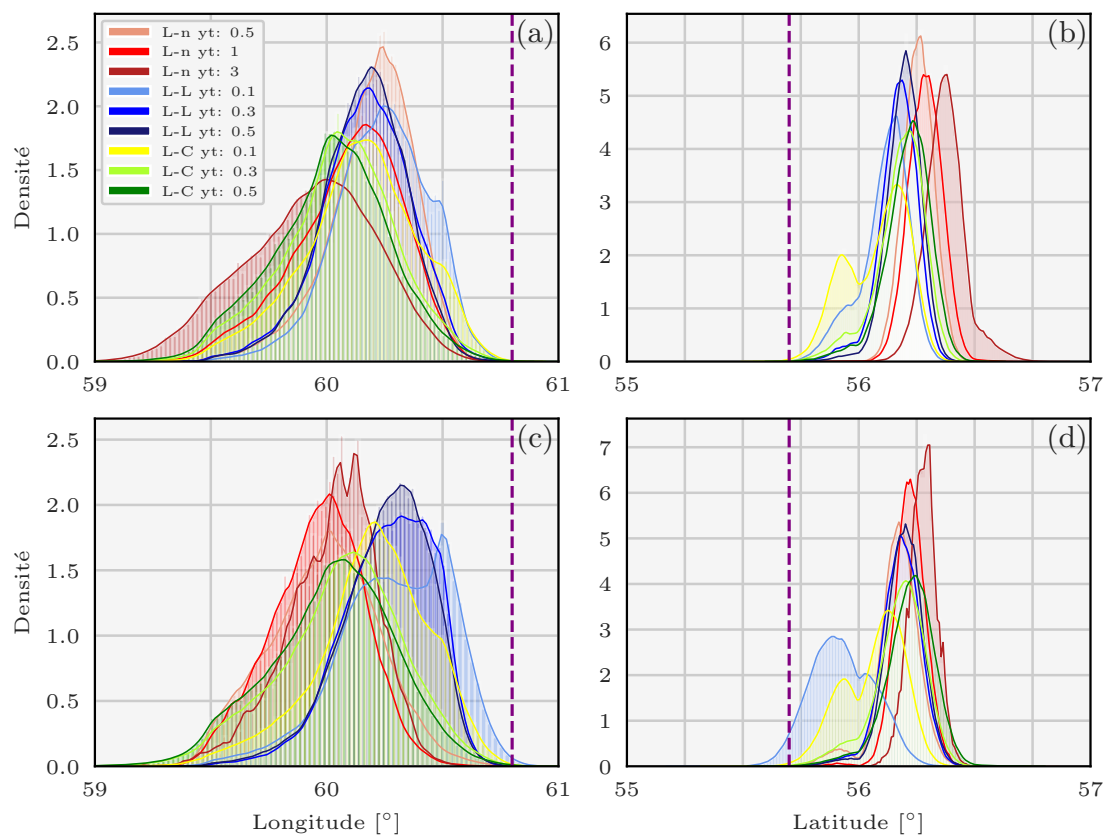 (a)
2.5
2.0
1.5
1.0
0.5
0.0
Densité
L-n yt: 0.5
L-n yt: 1
L-n yt: 3
L-L yt: 0.1
L-L yt: 0.3
L-L yt: 0.5
L-C yt: 0.1
L-C yt: 0.3
L-C yt: 0.5
59 60 61
(b)
6
5
4
3
2
1
0
55 56 57
(c)
2.5
2.0
1.5
1.0
0.5
0.0
Densité
59 60 61
Longitude [°]
(d)
7
6
5
4
3
2
1
0
55 56 57
Latitude [°]